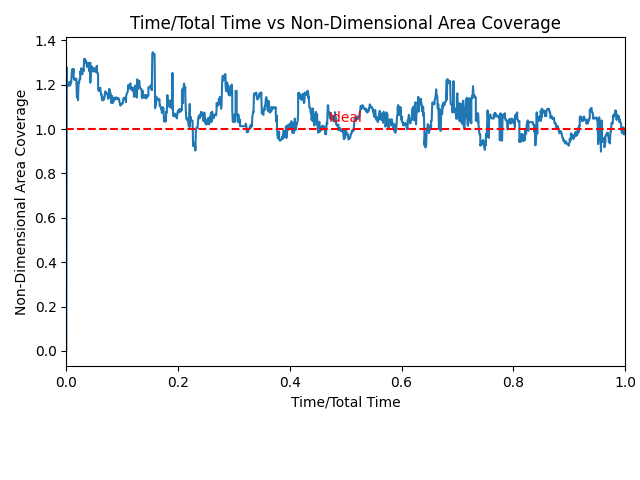 Time/Total Time vs Non-Dimensional Area Coverage
Non-Dimensional Area Coverage
1.4
1.2
1.0
0.8
0.6
0.4
0.2
0.0
Ideal
0.0 0.2 0.4 0.6 0.8 1.0
Time/Total Time